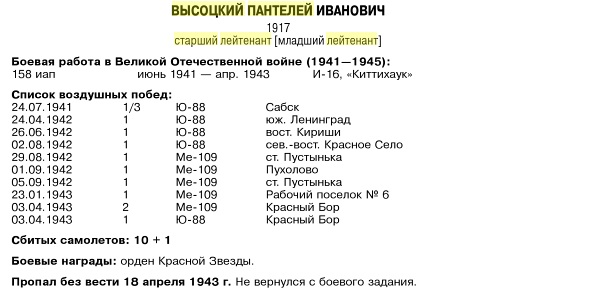 ВЫСОЦКИЙ ПАНТЕЛЕЙ ИВАНОВИЧ
1917
старший лейтенант [младший лейтенант]
Боевая работа в Великой Отечественной войне (1941—1945):
158 иап июнь 1941 — апр. 1943 И-16, «Киттихаук»
Список воздушных побед:
24.07.1941 1/3 Ю-88 Сабск
24.04.1942 1 Ю-88 юж. Ленинград
26.06.1942 1 Ю-88 вост. Кириши
02.08.1942 1 Ю-88 сев.-вост. Красное Село
29.08.1942 1 Ме-109 ст. Пустынька
01.09.1942 1 Ме-109 Пухолово
05.09.1942 1 Ме-109 ст. Пустынька
23.01.1943 1 Ме-109 Рабочий поселок № 6
03.04.1943 2 Ме-109 Красный Бор
03.04.1943 1 Ю-88 Красный Бор
Сбитых самолетов: 10 + 1
Боевые награды: орден Красной Звезды.
Пропал без вести 18 апреля 1943 г. Не вернулся с боевого задания.